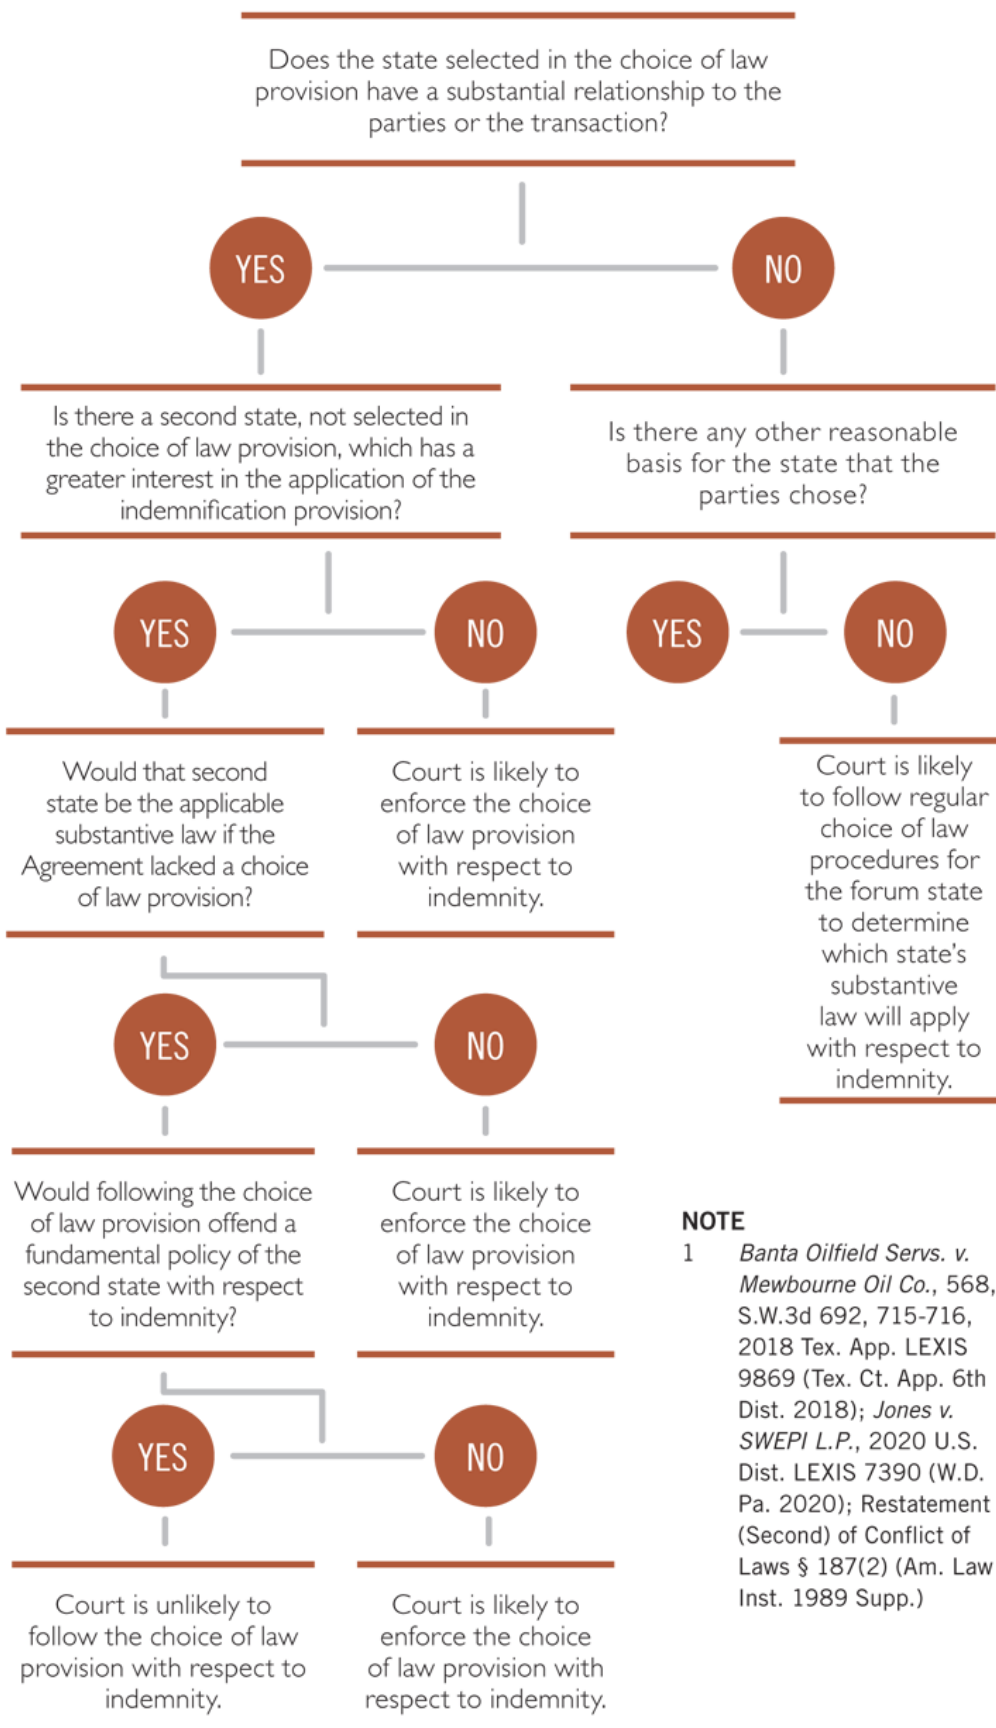 Does the state selected in the choice of law
provision have a substantial relationship to the
parties or the transaction?
YES
NO
Is there a second state, not selected in
the choice of law provision, which has a
greater interest in the application of the
indemnification provision?
Is there any other reasonable
basis for the state that the
parties chose?
YES
NO
YES
NO
Would that second
state be the applicable
substantive law if the
Agreement lacked a choice
of law provision?
Court is likely to
enforce the choice
of law provision
with respect to
indemnity.
Court is likely
to follow regular
choice of law
procedures for
the forum state
to determine
which state's
substantive
law will apply
with respect to
indemnity.
YES
NO
Would following the choice
of law provision offend a
fundamental policy of the
second state with respect
to indemnity?
Court is likely to
enforce the choice
of law provision
with respect to
indemnity.
YES
NO
Court is unlikely to
follow the choice of law
provision with respect to
indemnity.
Court is likely to
enforce the choice
of law provision with
respect to indemnity.
NOTE
1 Banta Oilfield Servs. v.
Mewbourne Oil Co., 568,
S.W.3d 692, 715-716,
2018 Tex. App. LEXIS
9869 (Tex. Ct. App. 6th
Dist. 2018); Jones v.
SWEPI L.P., 2020 U.S.
Dist. LEXIS 7390 (W.D.
Pa. 2020); Restatement
(Second) of Conflict of
Laws § 187(2) (Am. Law
Inst. 1989 Supp.)